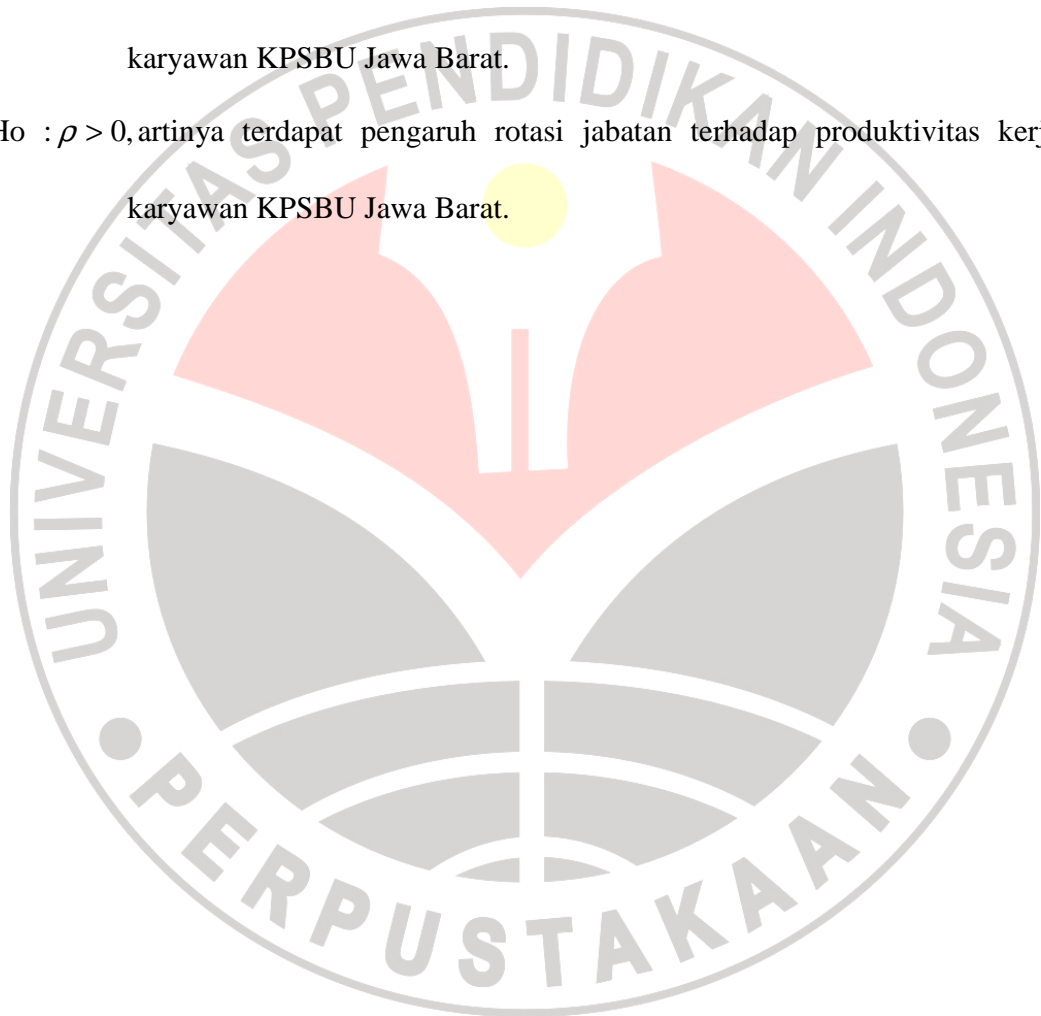 karyawan KPSBU Jawa Barat.
Ho : ρ > 0, artinya terdapat pengaruh rotasi jabatan terhadap produktivitas kerj
karyawan KPSBU Jawa Barat.
UNIVERSITAS PENDIDIKAN INDONESIA
PERPUSTAKAAN